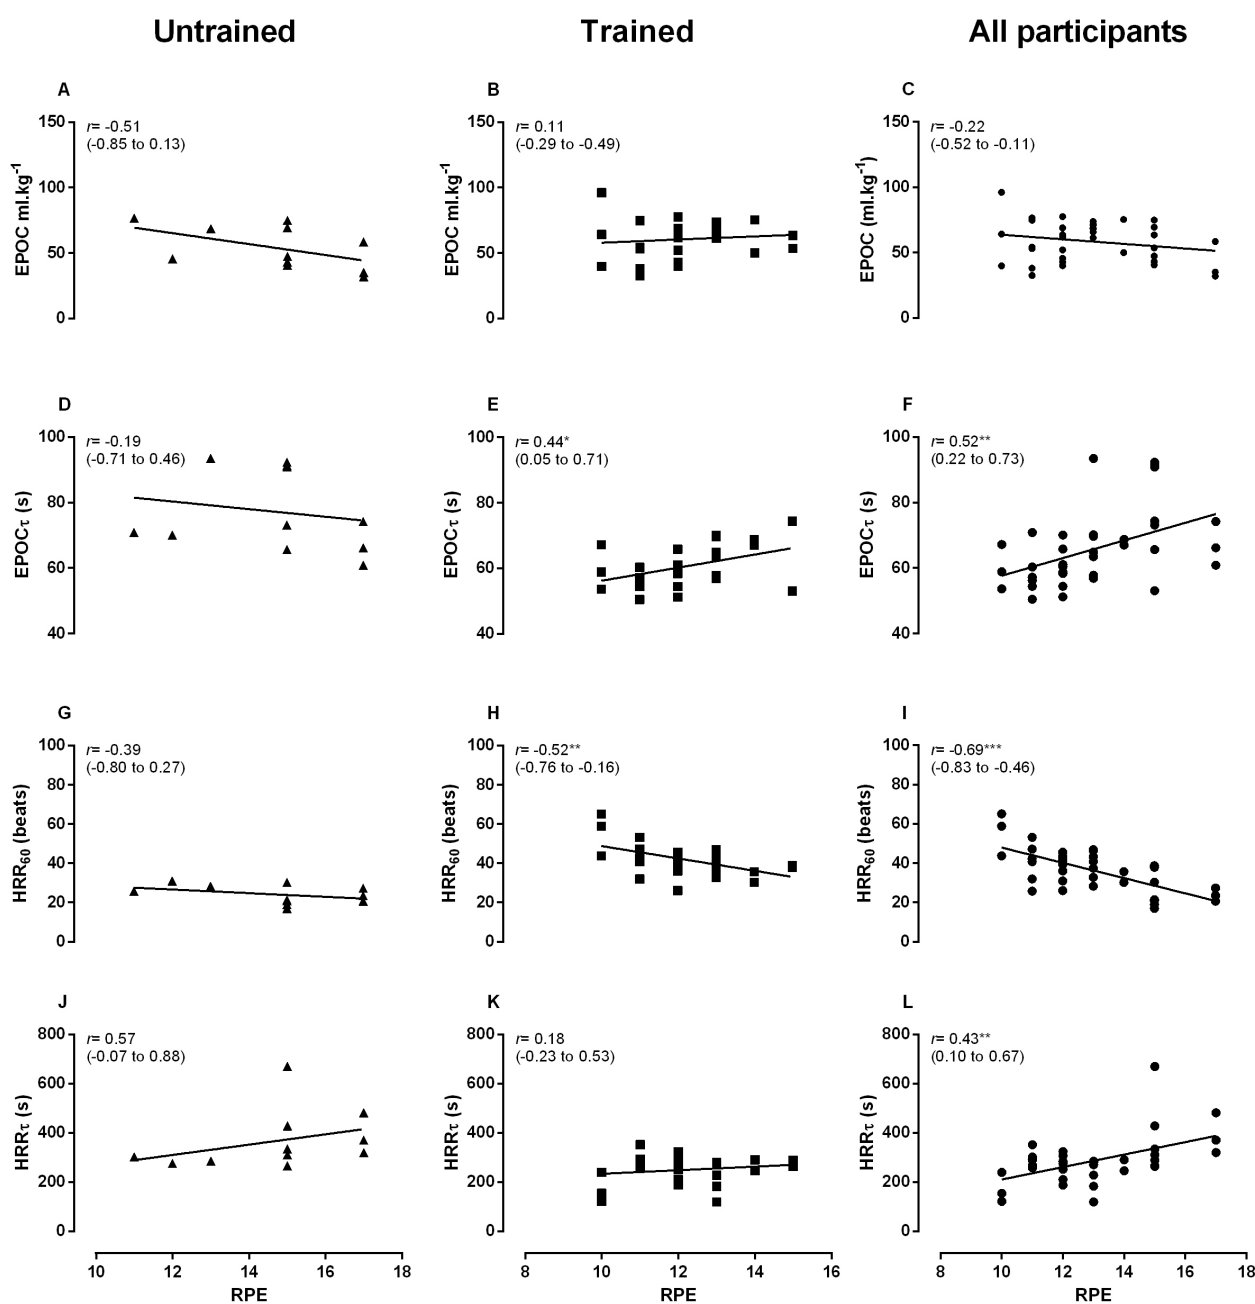 Untrained Trained All participants
A B C
r= -0.51
(-0.85 to 0.13)
r= 0.11
(-0.29 to -0.49)
r= -0.22
(-0.52 to -0.11)
150
100
50
0
EPOC ml.kg⁻¹
150
100
50
0
EPOC ml.kg⁻¹
150
100
50
0
EPOC (ml.kg⁻¹)
D E F
r= -0.19
(-0.71 to 0.46)
r= 0.44*
(0.05 to 0.71)
r= 0.52**
(0.22 to 0.73)
100
80
60
40
EPOCτ (s)
100
80
60
40
EPOCτ (s)
100
80
60
40
EPOCτ (s)
G H I
r= -0.39
(-0.80 to 0.27)
r= -0.52**
(-0.76 to -0.16)
r= -0.69***
(-0.83 to -0.46)
100
80
60
40
20
0
HRR₆₀ (beats)
100
80
60
40
20
0
HRR₆₀ (beats)
100
80
60
40
20
0
HRR₆₀ (beats)
J K L
r= 0.57
(-0.07 to 0.88)
r= 0.18
(-0.23 to 0.53)
r= 0.43**
(0.10 to 0.67)
800
600
400
200
0
HRRτ (s)
800
600
400
200
0
HRRτ (s)
800
600
400
200
0
HRRτ (s)
10 12 14 16 18
RPE
8 10 12 14 16
RPE
8 10 12 14 16 18
RPE